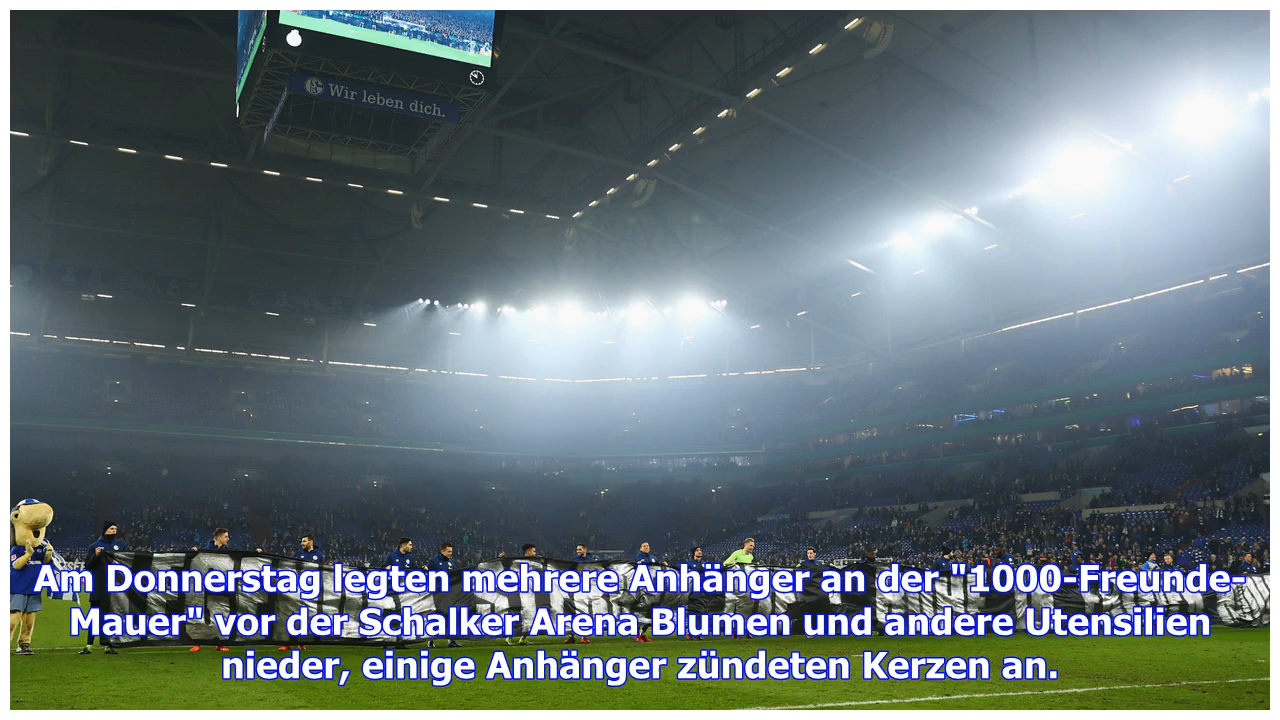 Wir leben dich.
Am Donnerstag legten mehrere Anhänger an der "1000-Freunde-
Mauer" vor der Schalker Arena Blumen und andere Utensilien
nieder, einige Anhänger zündeten Kerzen an.